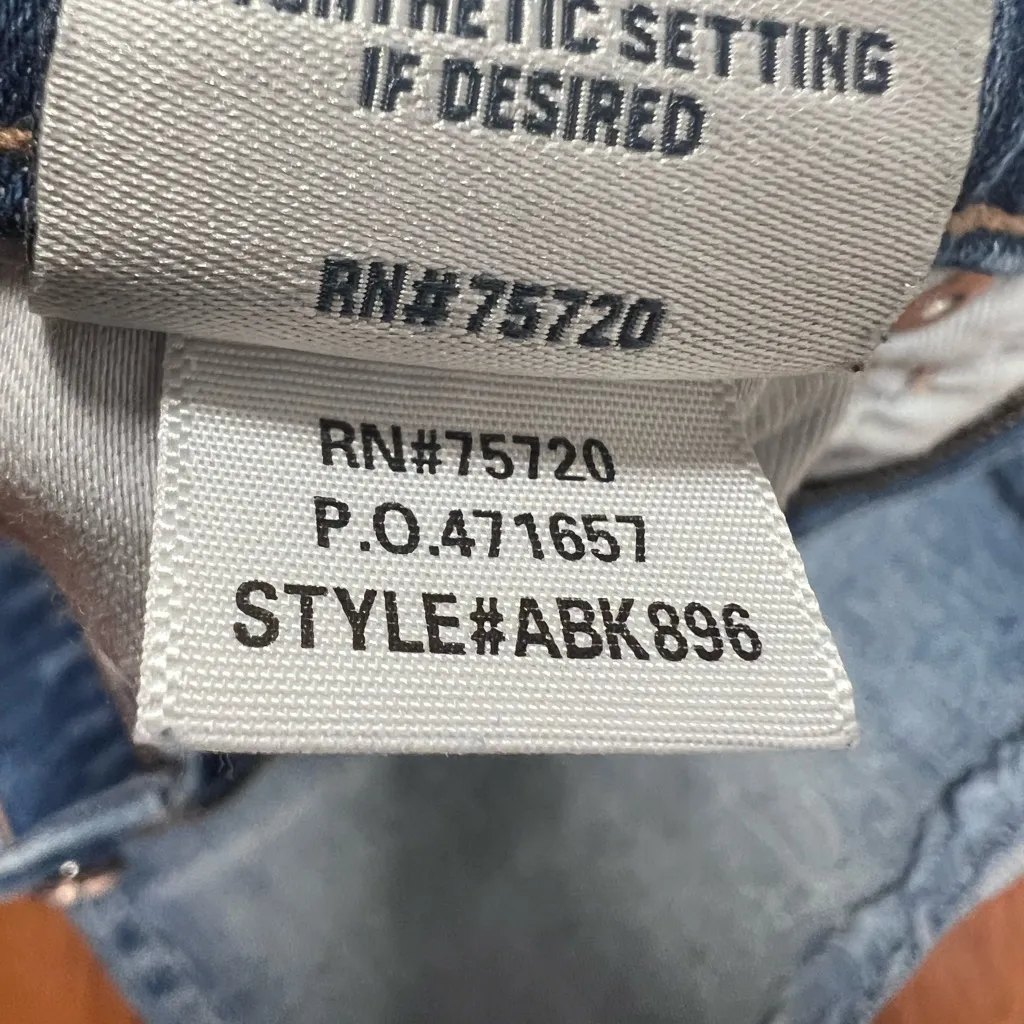 SETTING
IF DESIRED
RN#75720
RN#75720
P.O.471657
STYLE#ABK896